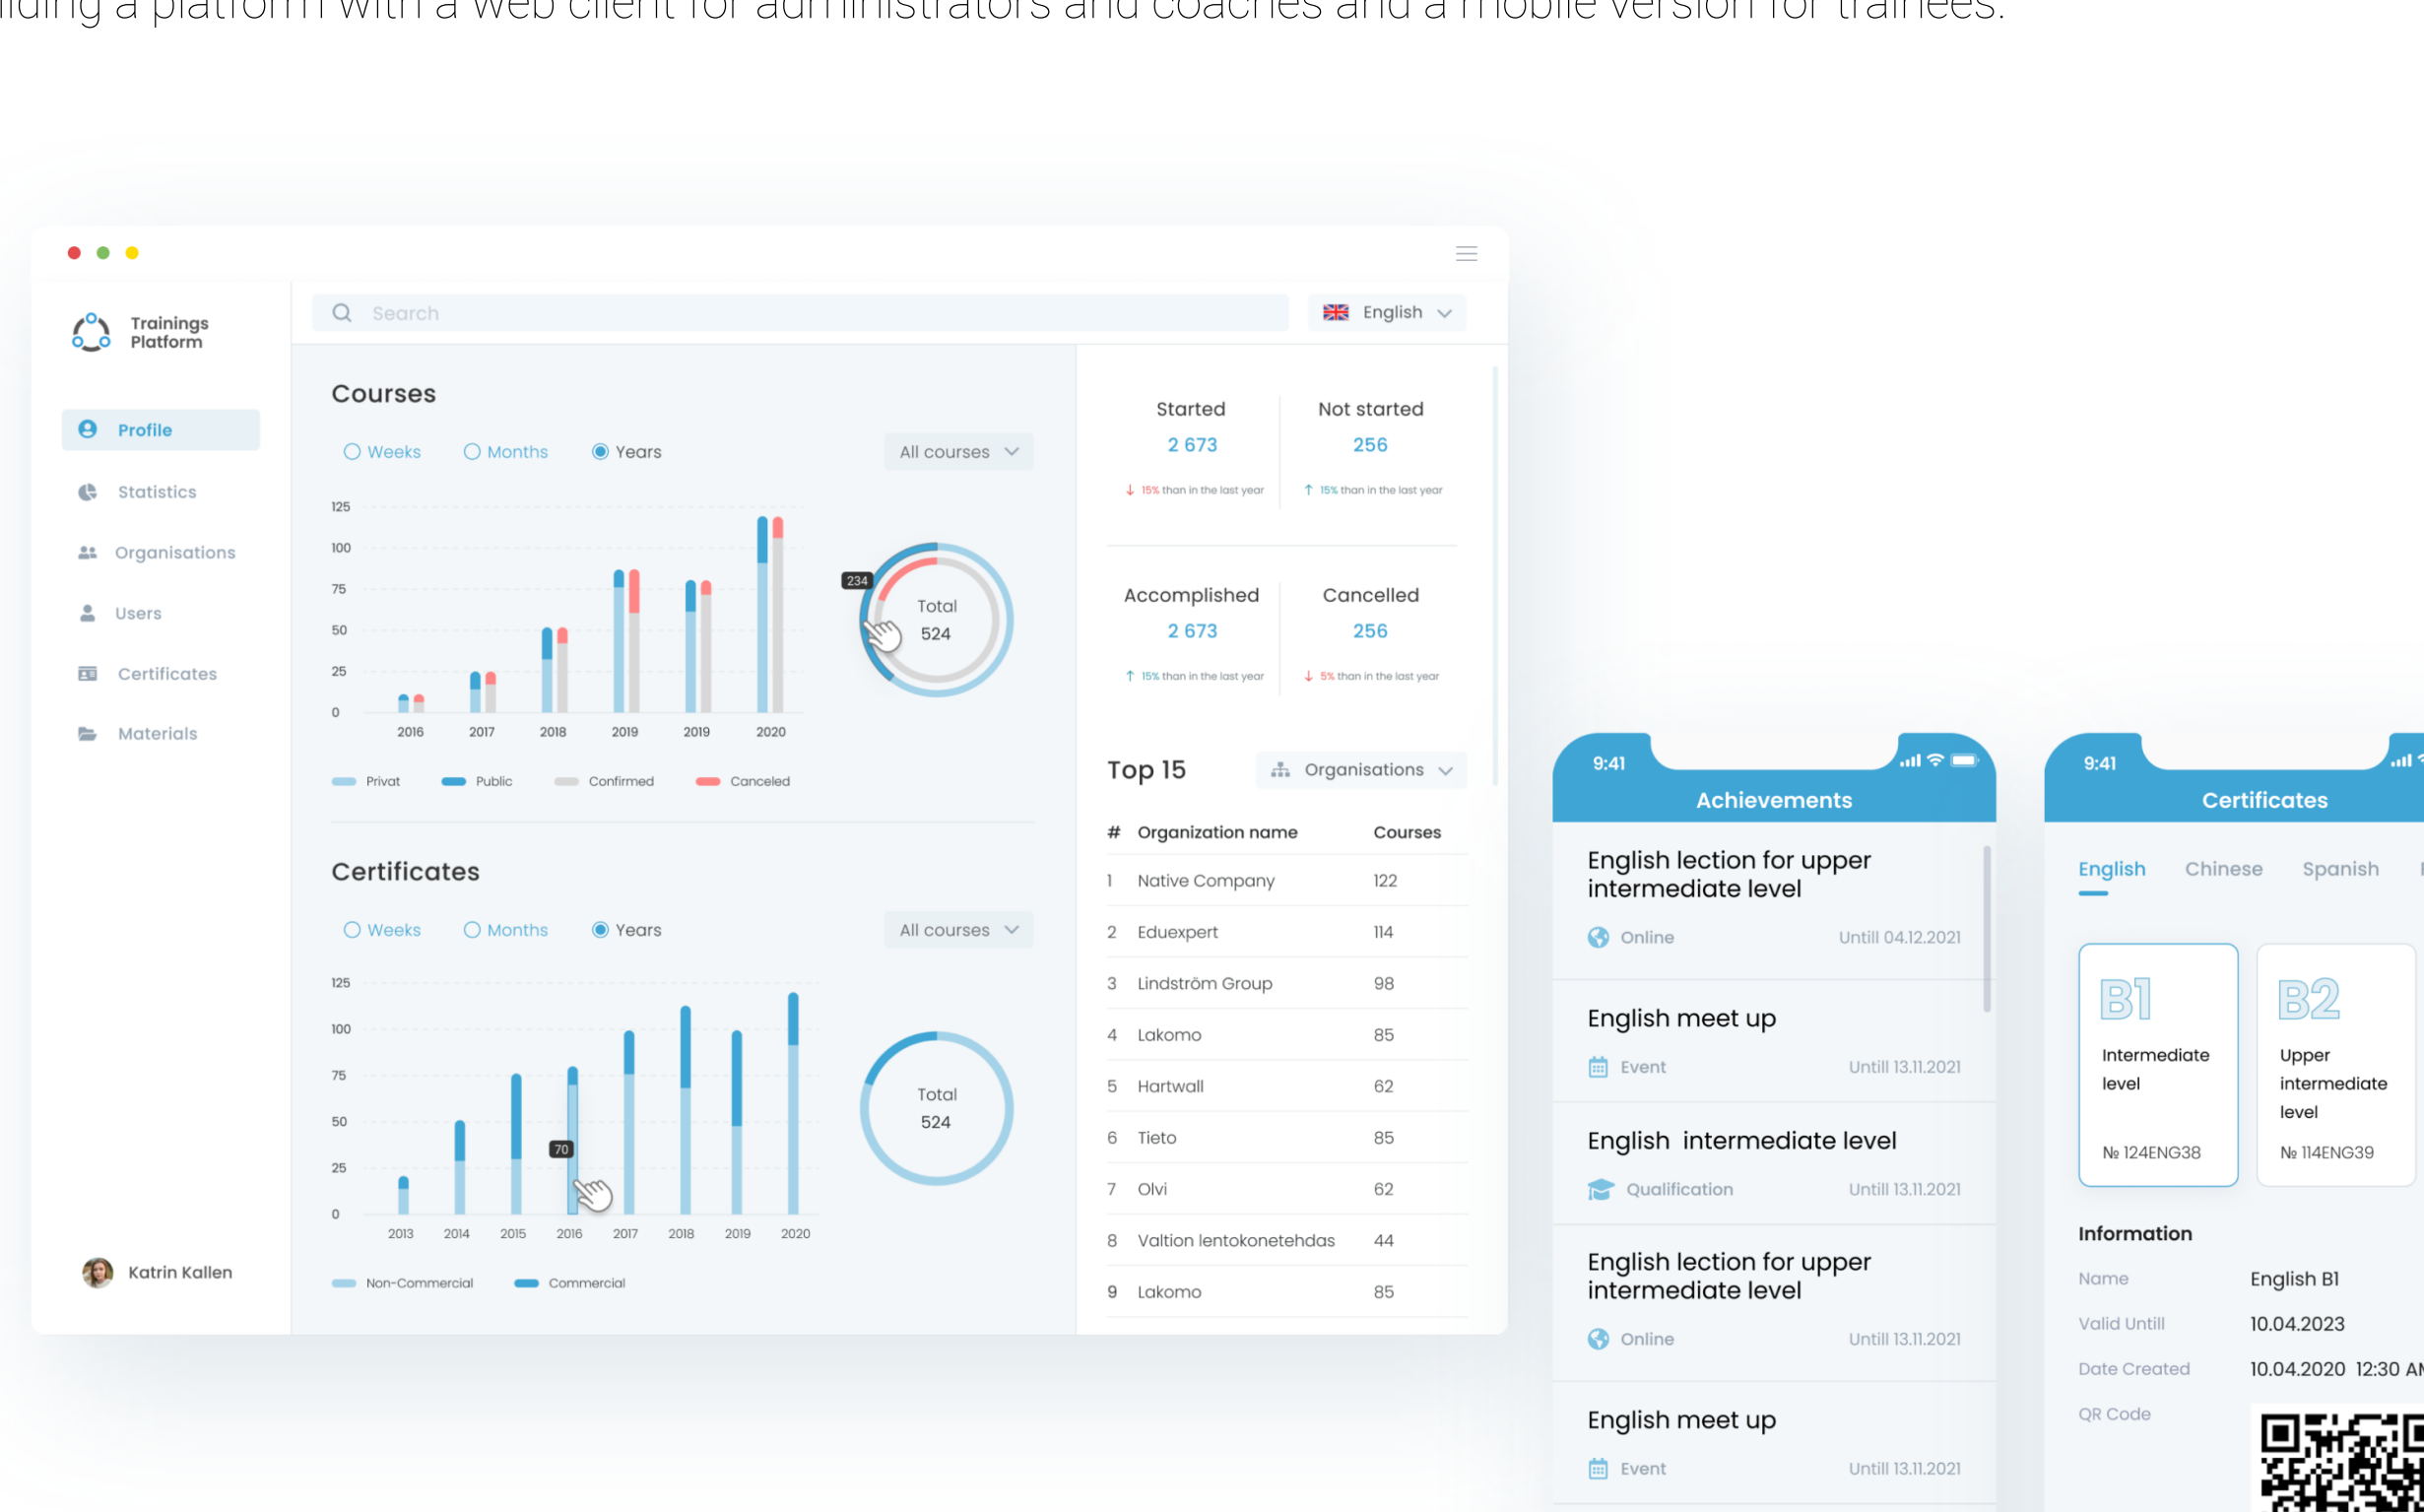 lding a platform with a web client for administrators and coaches and a mobile version for trainees.
Trainings
Platform
Search
English
Profile
Statistics
Organisations
Users
Certificates
Materials
Katrin Kallen
Courses
Weeks Months Years
All courses
125
100
75
50
25
0
2016 2017 2018 2019 2019 2020
Privat Public Confirmed Canceled
234
Total
524
Certificates
Weeks Months Years
All courses
125
100
75
50
25
0
70
2013 2014 2015 2016 2017 2018 2019 2020
Non-Commercial Commercial
Total
524
Started
2 673
15% than in the last year
Not started
256
15% than in the last year
Accomplished
2 673
15% than in the last year
Cancelled
256
5% than in the last year
Top 15
Organisations
# Organization name Courses
1 Native Company 122
2 Eduexpert 114
3 Lindström Group 98
4 Lakomo 85
5 Hartwall 62
6 Tieto 85
7 Olvi 62
8 Valtion lentokonetehdas 44
9 Lakomo 85
9:41
Achievements
English lection for upper
intermediate level
Online Untill 04.12.2021
English meet up
Event Untill 13.11.2021
English intermediate level
Qualification Untill 13.11.2021
English lection for upper
intermediate level
Online Untill 13.11.2021
English meet up
Event Untill 13.11.2021
9:41
Certificates
English Chinese Spanish
B1
Intermediate
level
№ 124ENG38
B2
Upper
intermediate
level
№ 114ENG39
Information
Name English B1
Valid Untill 10.04.2023
Date Created 10.04.2020 12:30 AM
QR Code